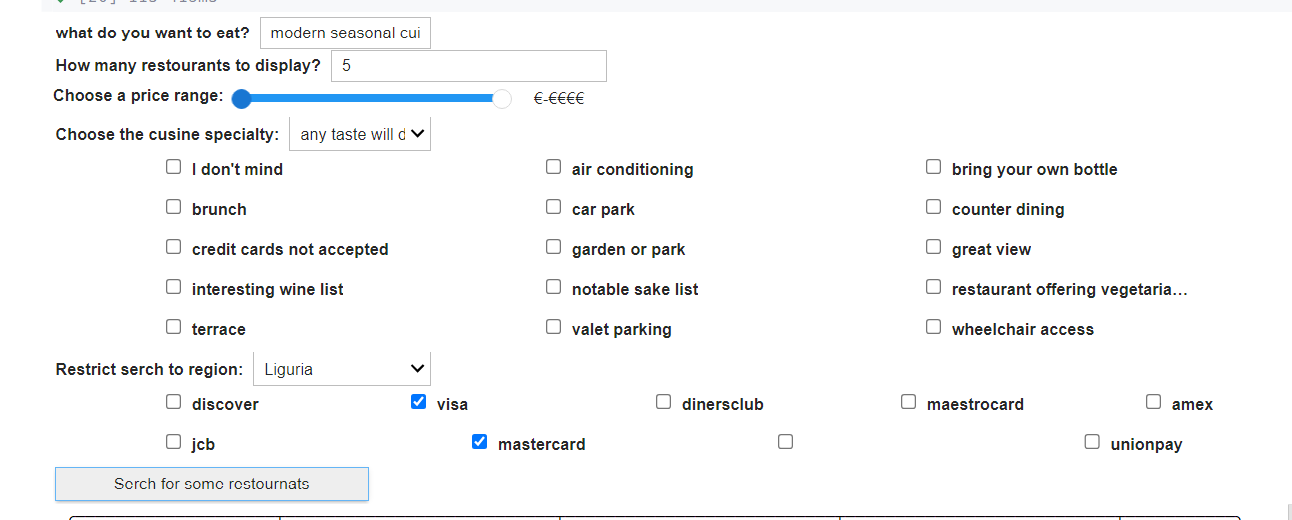 what do you want to eat? modern seasonal cui
How many restourants to display? 5
Choose a price range: €-€€€€
Choose the cusine specialty: any taste will d
I don't mind air conditioning bring your own bottle
brunch car park counter dining
credit cards not accepted garden or park great view
interesting wine list notable sake list restaurant offering vegetaria...
terrace valet parking wheelchair access
Restrict serch to region: Liguria
discover visa dinersclub maestrocard amex
jcb mastercard unionpay
Serch for some restournats